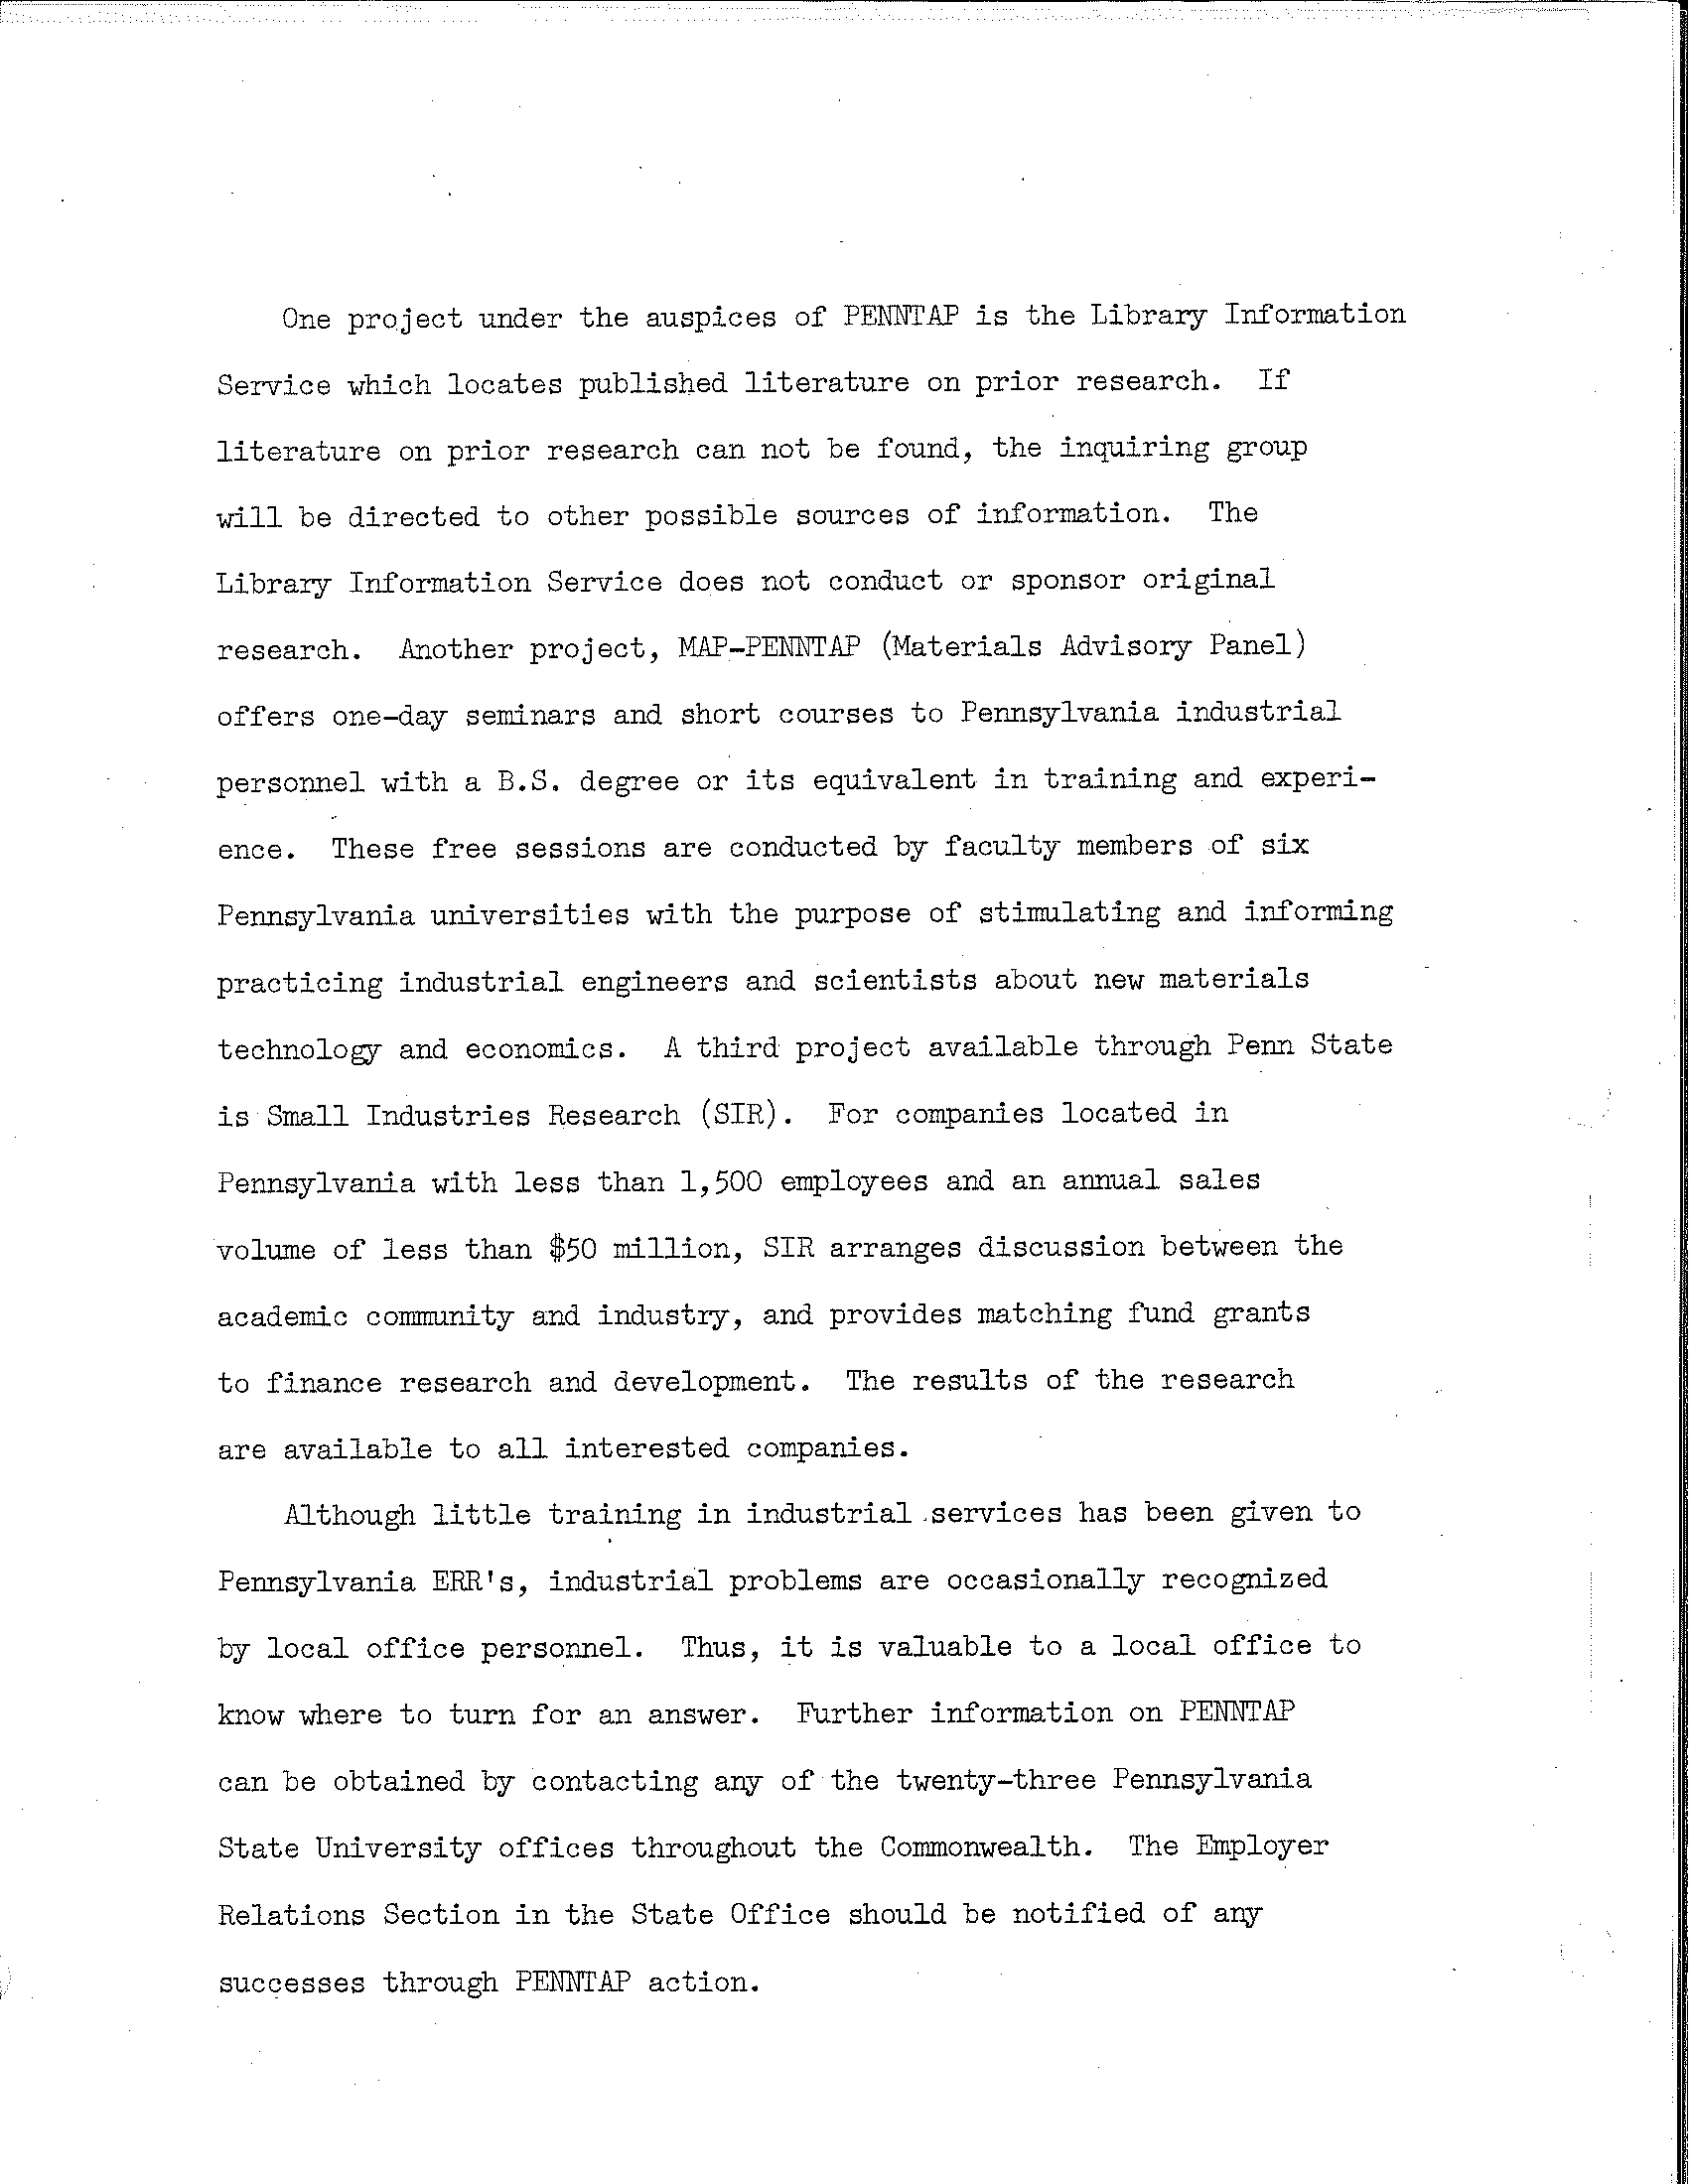 One project under the auspices of PENNTAP is the Library Information
Service which locates published literature on prior research.  If
literature on prior research can not be found, the inquiring group
will be directed to other possible sources of information.  The
Library Information Service does not conduct or sponsor original
research.  Another project, MAP-PENNTAP (Materials Advisory Panel)
offers one-day seminars and short courses to Pennsylvania industrial
personnel with a B.S. degree or its equivalent in training and experi-
ence.  These free sessions are conducted by faculty members of six
Pennsylvania universities with the purpose of stimulating and informing
practicing industrial engineers and scientists about new materials
technology and economics.  A third project available through Penn State
is Small Industries Research (SIR).  For companies located in
Pennsylvania with less than 1,500 employees and an annual sales
volume of less than $50 million, SIR arranges discussion between the
academic community and industry, and provides matching fund grants
to finance research and development.  The results of the research
are available to all interested companies.
Although little training in industrial services has been given to
Pennsylvania ERR's, industrial problems are occasionally recognized
by local office personnel.  Thus, it is valuable to a local office to
know where to turn for an answer.  Further information on PENNTAP
can be obtained by contacting any of the twenty-three Pennsylvania
State University offices throughout the Commonwealth.  The Employer
Relations Section in the State Office should be notified of any
successes through PENNTAP action.